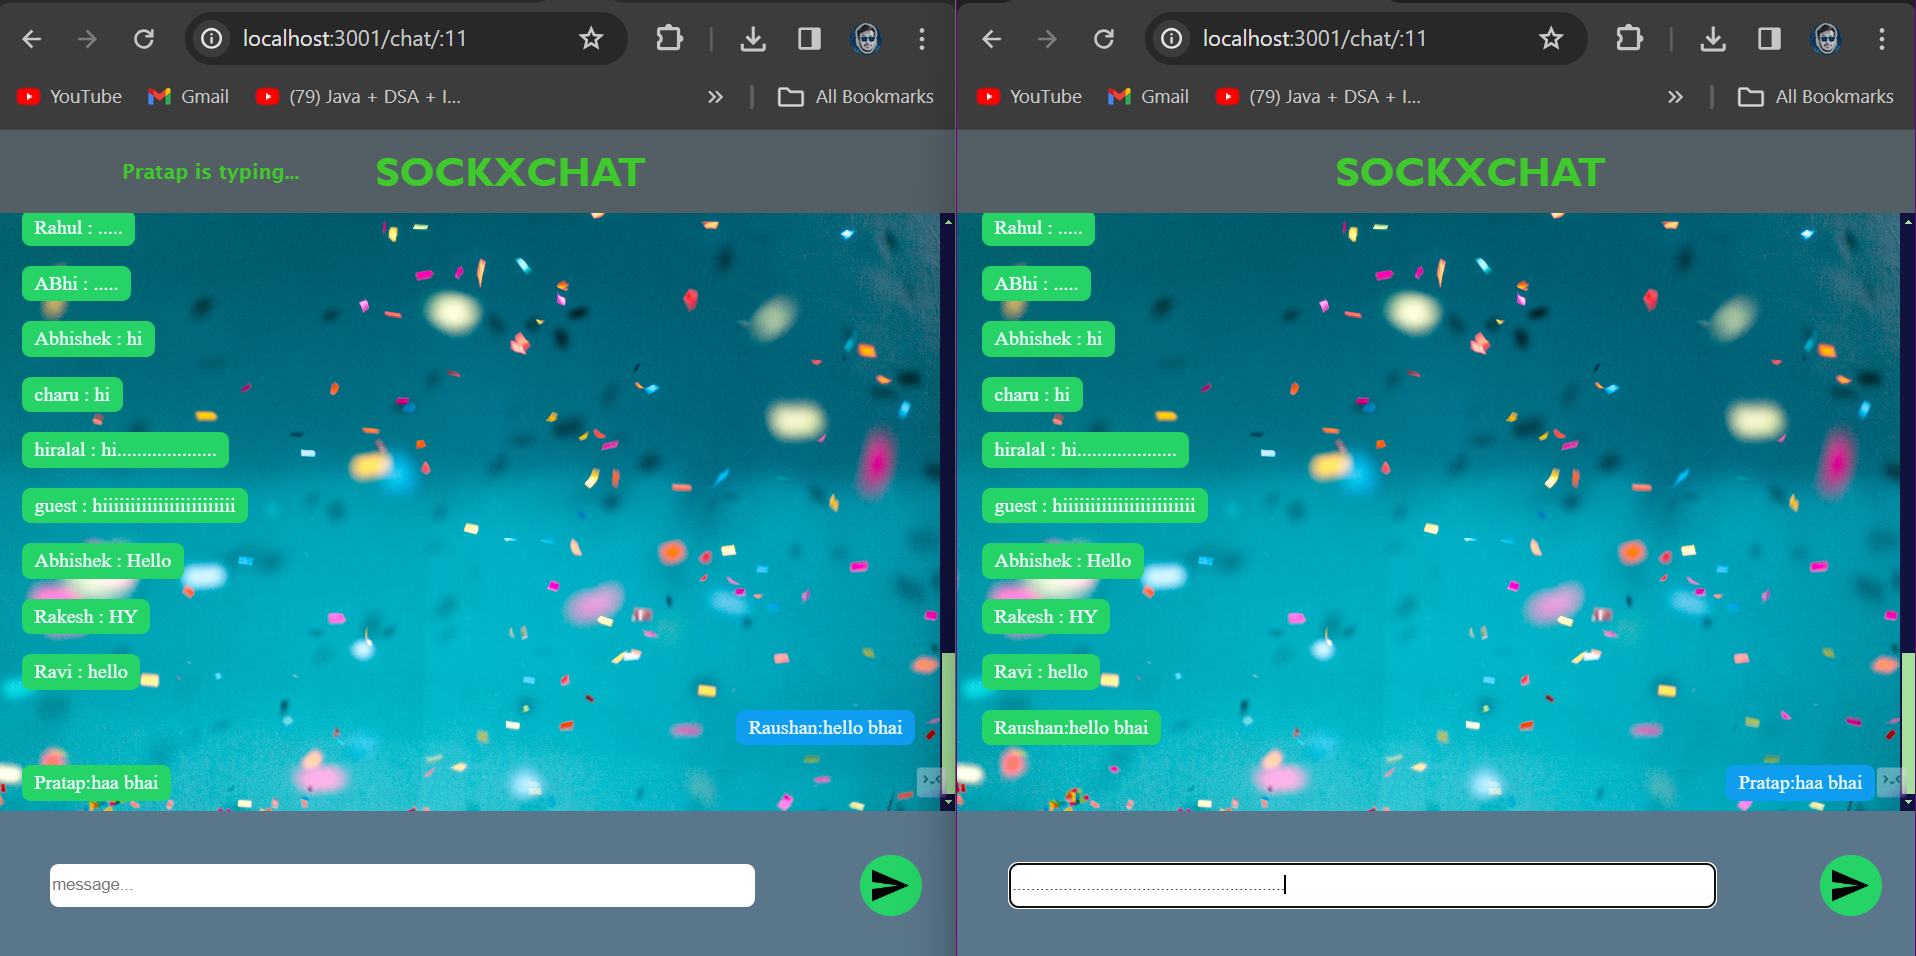 localhost:3001/chat/:11
YouTube
Gmail
(79) Java + DSA + I...
All Bookmarks
Pratap is typing...
SOCKXCHAT
Rahul : .....
ABhi : .....
Abhishek : hi
charu : hi
hiralal : hi....................
guest : hiiiiiiiiiiiiiiiiiiiiiiii
Abhishek : Hello
Rakesh : HY
Ravi : hello
Raushan:hello bhai
Pratap:haa bhai
message...
localhost:3001/chat/:11
YouTube
Gmail
(79) Java + DSA + I...
All Bookmarks
SOCKXCHAT
Rahul : .....
ABhi : .....
Abhishek : hi
charu : hi
hiralal : hi....................
guest : hiiiiiiiiiiiiiiiiiiiiiiii
Abhishek : Hello
Rakesh : HY
Ravi : hello
Raushan:hello bhai
Pratap:haa bhai
...........................................................